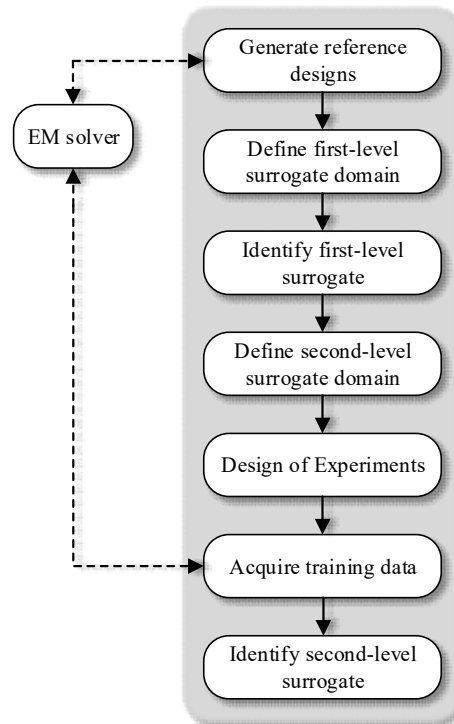 Generate reference
designs
EM solver
Define first-level
surrogate domain
Identify first-level
surrogate
Define second-level
surrogate domain
Design of Experiments
Acquire training data
Identify second-level
surrogate